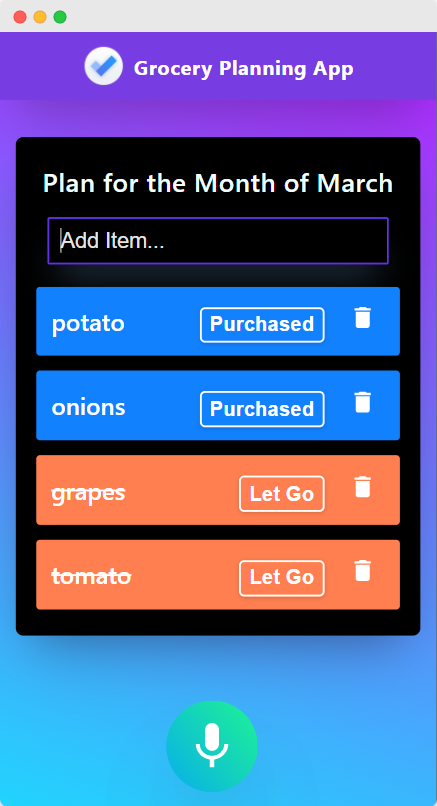 Grocery Planning App
Plan for the Month of March
Add Item...
potato Purchased
onions Purchased
grapes Let Go
tomato Let Go